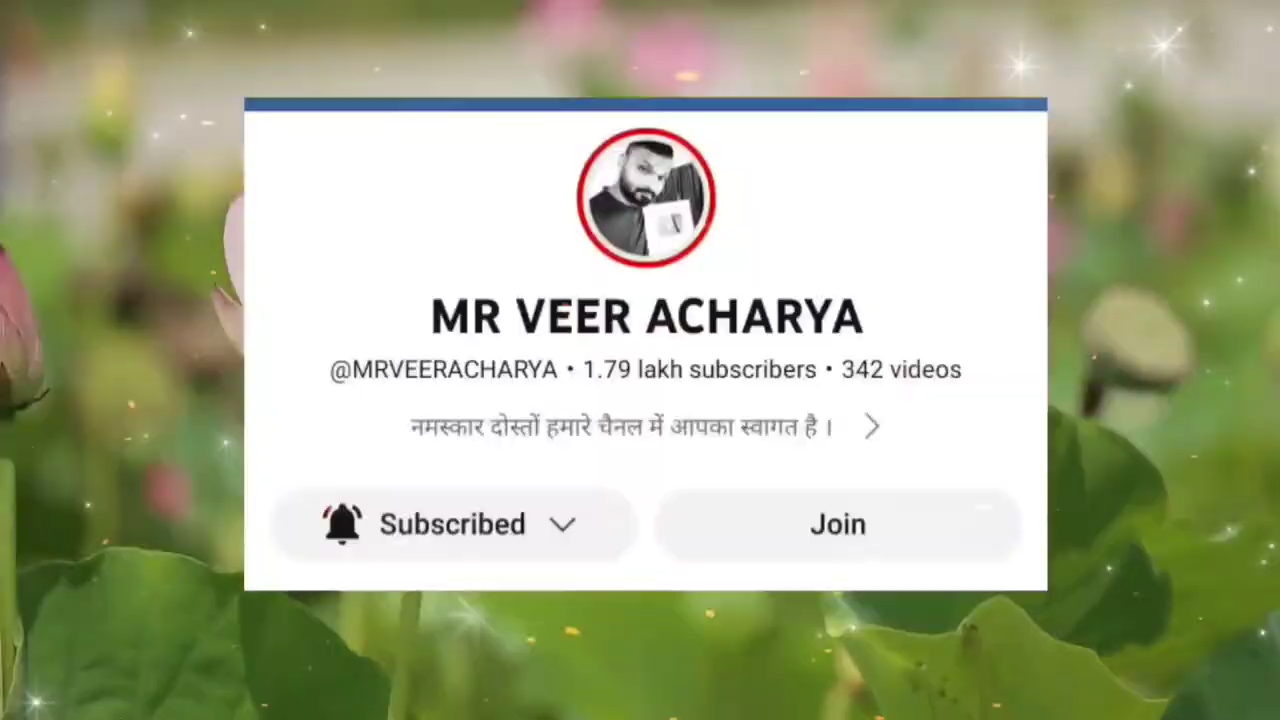 MR VEER ACHARYA
@MRVEERACHARYA • 1.79 lakh subscribers • 342 videos
नमस्कार दोस्तों हमारे चैनल में आपका स्वागत है ।
Subscribed
Join